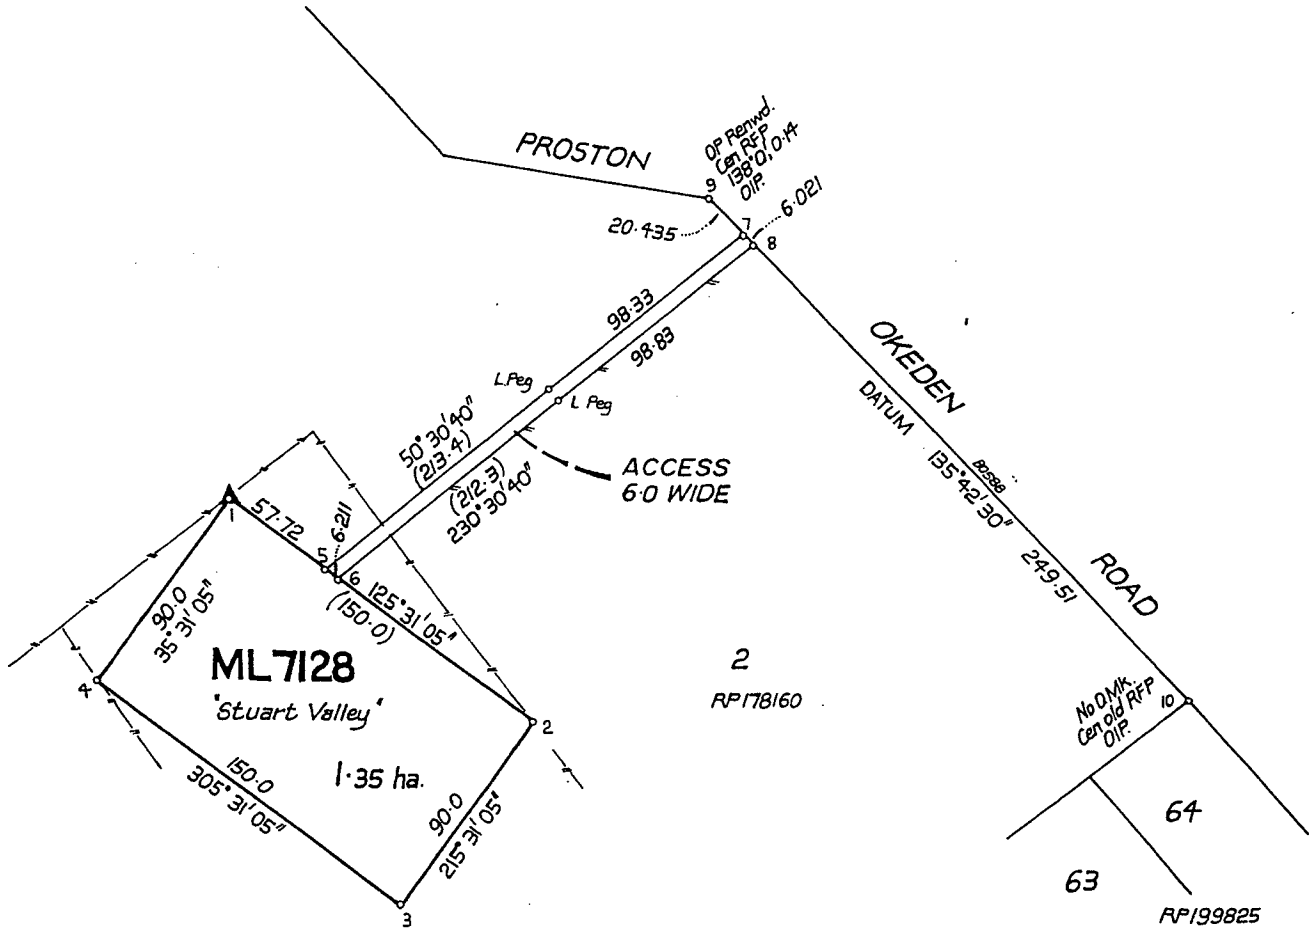 PROSTON
OP Renwd.
Cen RFP
138°0', 0·14
OIP.
9
20·435
7
6·021
8
98·33
98·83
L.Peg
L Peg
50°30'40"
(213·4)
(212·3)
230°30'40"
ACCESS
6·0 WIDE
OKEDEN
DATUM
80588
135°42'30"
249·51
ROAD
1
57·72
6·211
5
6
125°31'05"
(150·0)
90·0
35°31'05"
ML7128
"Stuart Valley"
1·35 ha.
4
2
150·0
305°31'05"
90·0
215°31'05"
3
2
RP178160
No O.Mk.
Cen old RFP
OIP.
10
64
63
RP199825